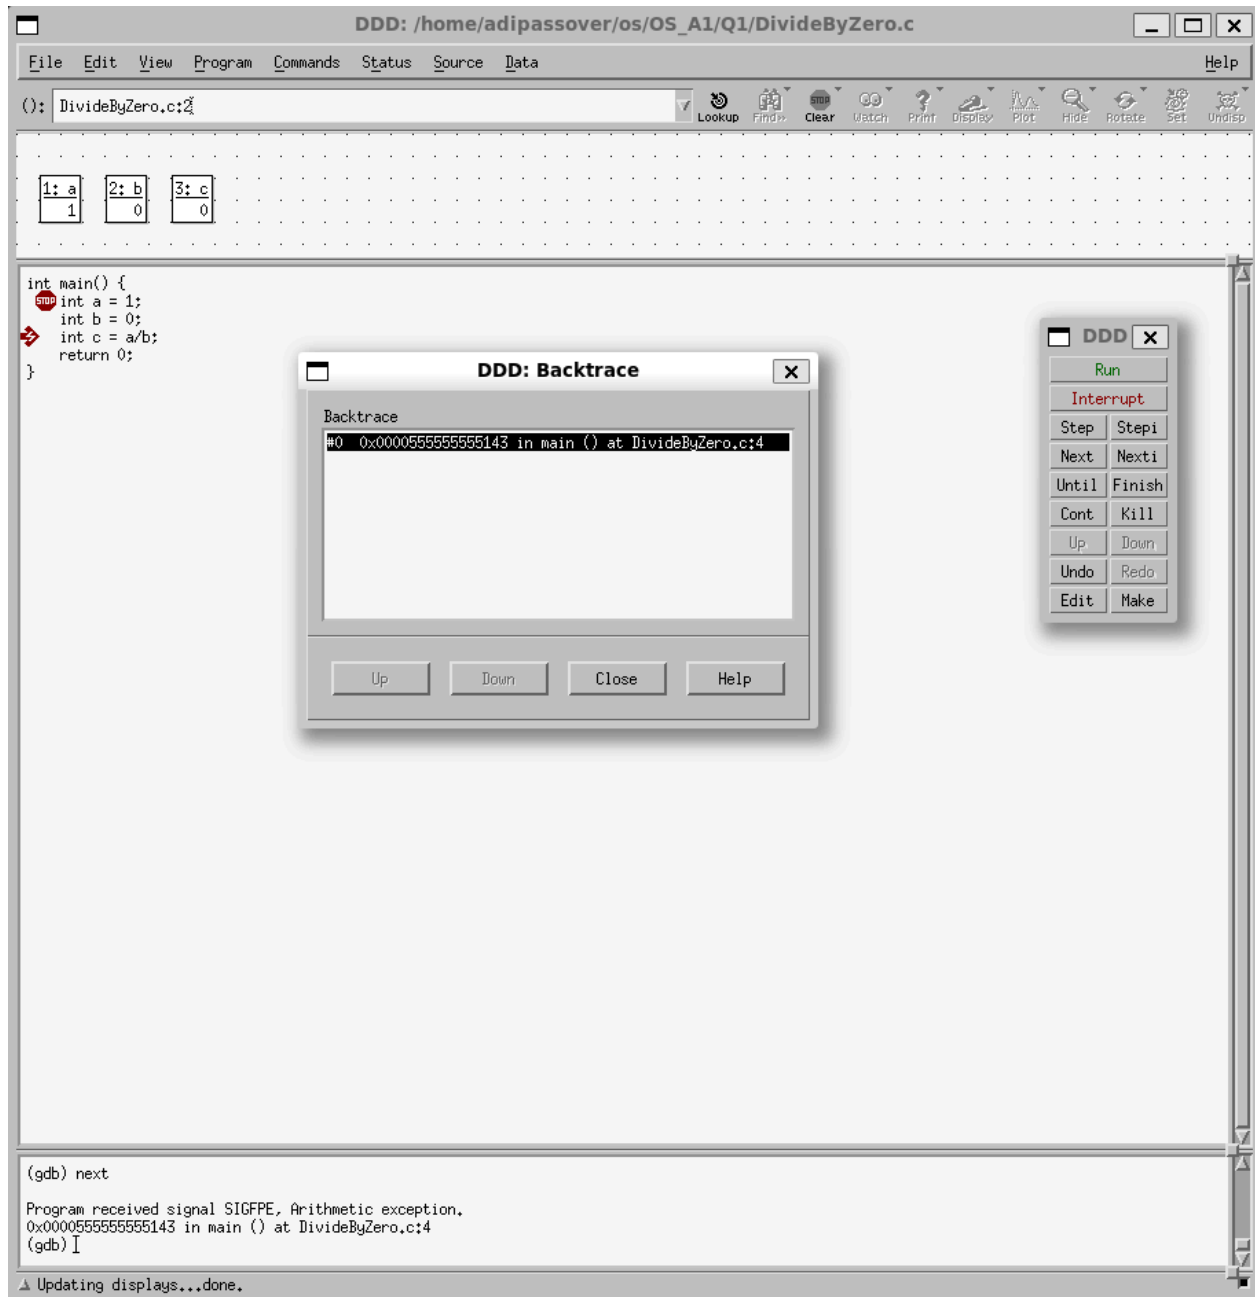 DDD: /home/adipassover/os/OS_A1/Q1/DivideByZero.c
File Edit View Program Commands Status Source Data Help
(): DivideByZero.c:2
Lookup Find» Clear Watch Print Display Plot Hide Rotate Set Undisp
1: a 2: b 3: c
1 0 0
int main() {
STOP int a = 1;
int b = 0;
int c = a/b;
return 0;
}
DDD: Backtrace
Backtrace
#0 0x0000555555555143 in main () at DivideByZero.c:4
Up Down Close Help
DDD
Run
Interrupt
Step Stepi
Next Nexti
Until Finish
Cont Kill
Up Down
Undo Redo
Edit Make
(gdb) next
Program received signal SIGFPE, Arithmetic exception.
0x0000555555555143 in main () at DivideByZero.c:4
(gdb)
Updating displays...done.